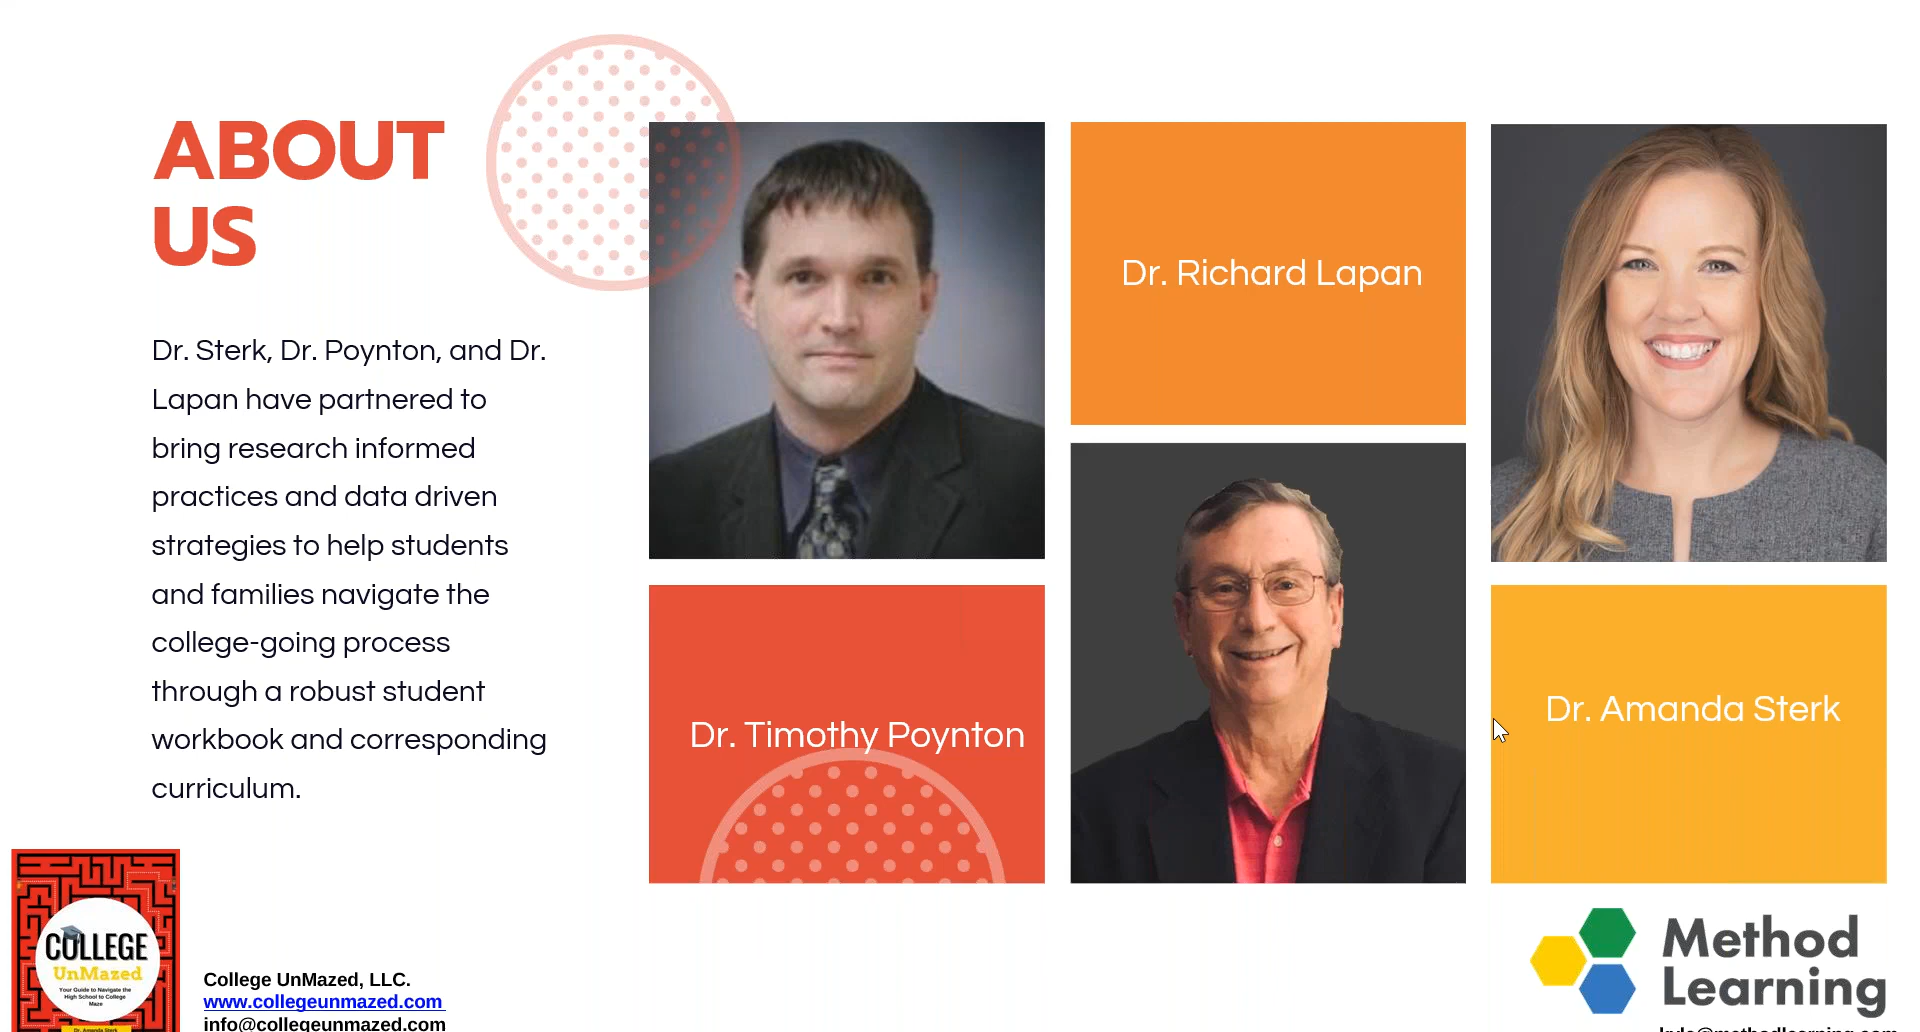 ABOUT
US
Dr. Sterk, Dr. Poynton, and Dr.
Lapan have partnered to
bring research informed
practices and data driven
strategies to help students
and families navigate the
college-going process
through a robust student
workbook and corresponding
curriculum.
Dr. Timothy Poynton
Dr. Richard Lapan
Dr. Amanda Sterk
COLLEGE
UnMazed
Your Guide to Navigate the
High School to College
Maze
Dr. Amanda Sterk
College UnMazed, LLC.
www.collegeunmazed.com
info@collegeunmazed.com
Method
Learning
kyle@methodlearning.com